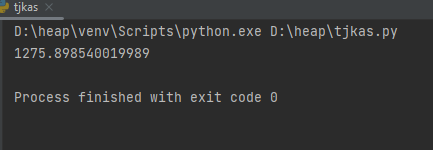 tjkas
D:\heap\venv\Scripts\python.exe D:\heap\tjkas.py
1275.898540019989
Process finished with exit code 0